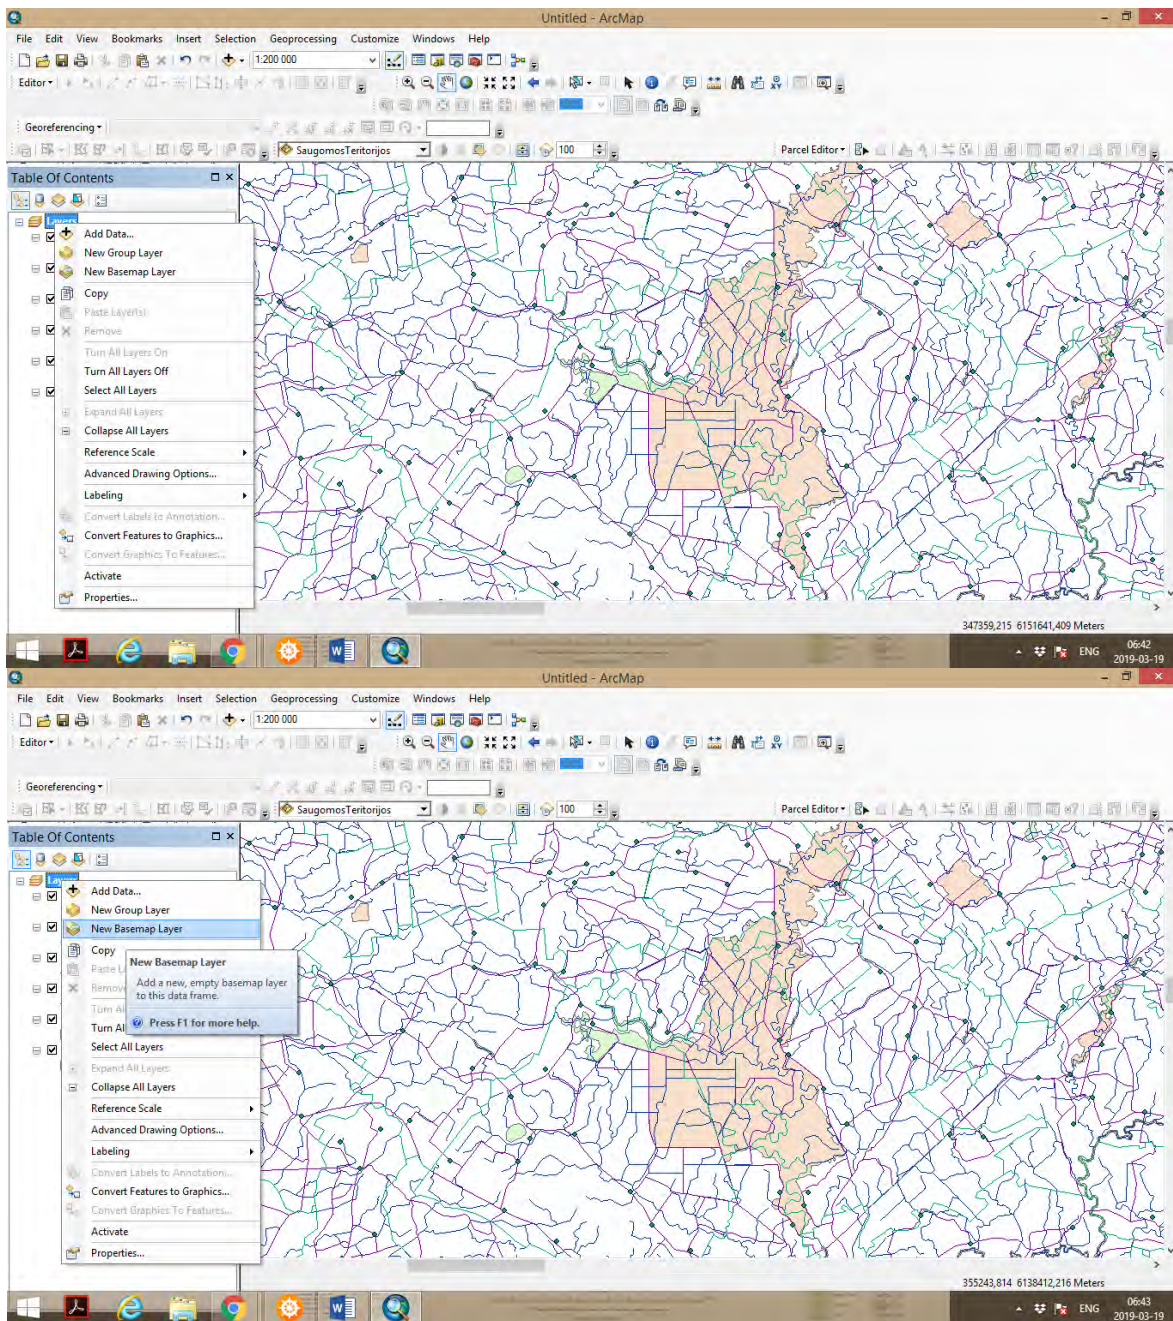 Untitled - ArcMap
File Edit View Bookmarks Insert Selection Geoprocessing Customize Windows Help
1:200 000
Editor
Georeferencing
SaugomosTeritorijos 100 Parcel Editor
Table Of Contents
Layers
Add Data...
New Group Layer
New Basemap Layer
Copy
Paste Layer(s)
Remove
Turn All Layers On
Turn All Layers Off
Select All Layers
Expand All Layers
Collapse All Layers
Reference Scale
Advanced Drawing Options...
Labeling
Convert Labels to Annotation...
Convert Features to Graphics...
Convert Graphics To Features...
Activate
Properties...
347359,215 6151641,409 Meters
ENG 06:42
2019-03-19
Untitled - ArcMap
File Edit View Bookmarks Insert Selection Geoprocessing Customize Windows Help
1:200 000
Editor
Georeferencing
SaugomosTeritorijos 100 Parcel Editor
Table Of Contents
Add Data...
New Group Layer
New Basemap Layer
Copy
New Basemap Layer
Paste L
Add a new, empty basemap layer
Remove
to this data frame.
Turn Al
Press F1 for more help.
Turn Al
Select All Layers
Expand All Layers
Collapse All Layers
Reference Scale
Advanced Drawing Options...
Labeling
Convert Labels to Annotation...
Convert Features to Graphics...
Convert Graphics To Features...
Activate
Properties...
355243,814 6138412,216 Meters
ENG 06:43
2019-03-19